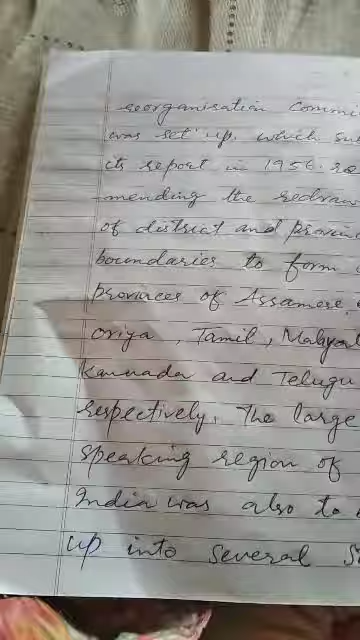 reorganisation Commi
was set up, which su
its report in 1956. re
mending the redraw
of district and provin
boundaries to form
provinces of Assamese,
Oriya, Tamil, Malyal
Kannada and Telugu
respectively. The large
speaking region of
India was also to
up into several S